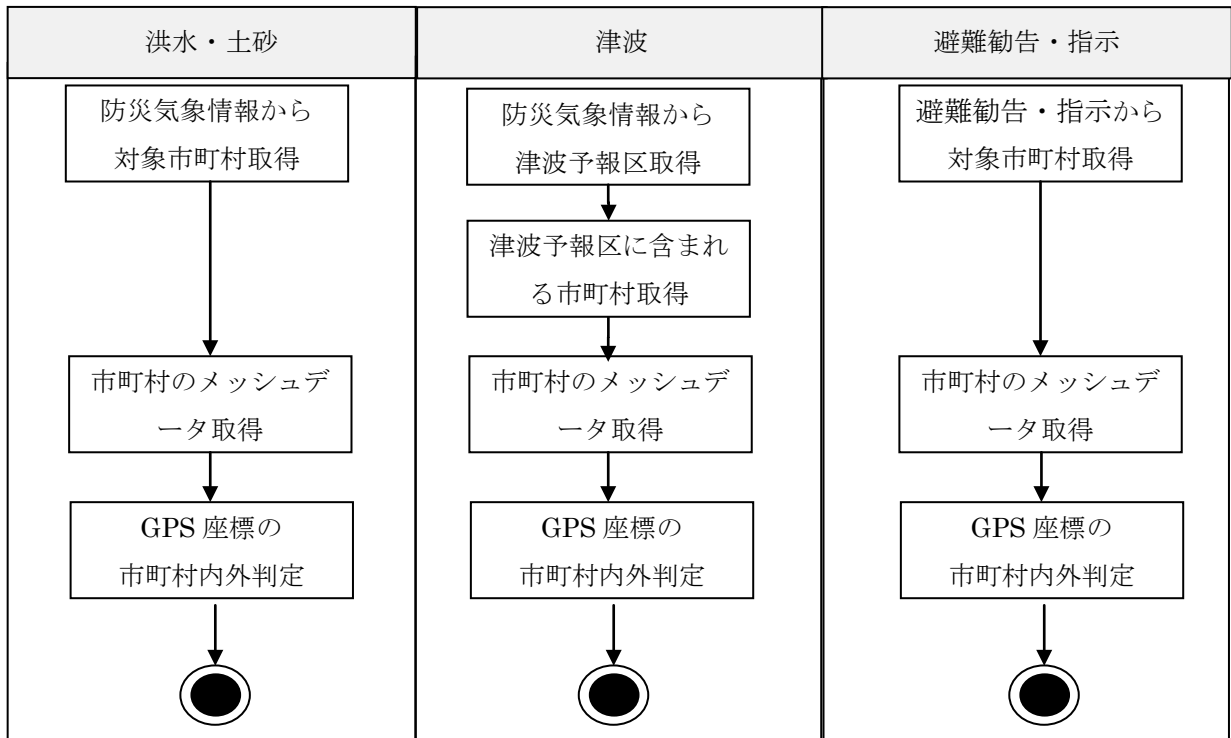 洪水・土砂
防災気象情報から
対象市町村取得
市町村のメッシュデ
ータ取得
GPS 座標の
市町村内外判定
津波
防災気象情報から
津波予報区取得
津波予報区に含まれ
る市町村取得
市町村のメッシュデ
ータ取得
GPS 座標の
市町村内外判定
避難勧告・指示
避難勧告・指示から
対象市町村取得
市町村のメッシュデ
ータ取得
GPS 座標の
市町村内外判定